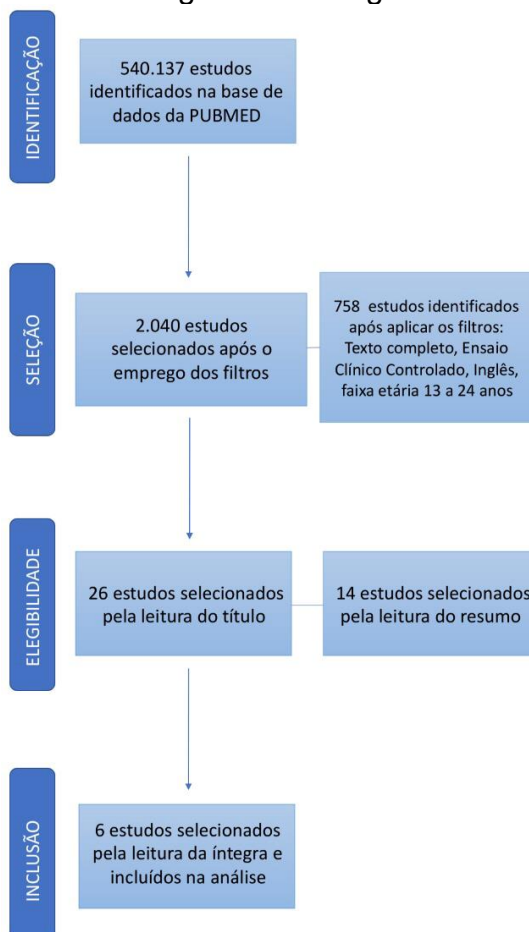 IDENTIFICAÇÃO
540.137 estudos
identificados na base de
dados da PUBMED
SELEÇÃO
2.040 estudos
selecionados após o
emprego dos filtros
758 estudos identificados
após aplicar os filtros:
Texto completo, Ensaio
Clínico Controlado, Inglês,
faixa etária 13 a 24 anos
ELEGIBILIDADE
26 estudos selecionados
pela leitura do título
14 estudos selecionados
pela leitura do resumo
INCLUSÃO
6 estudos selecionados
pela leitura da íntegra e
incluídos na análise